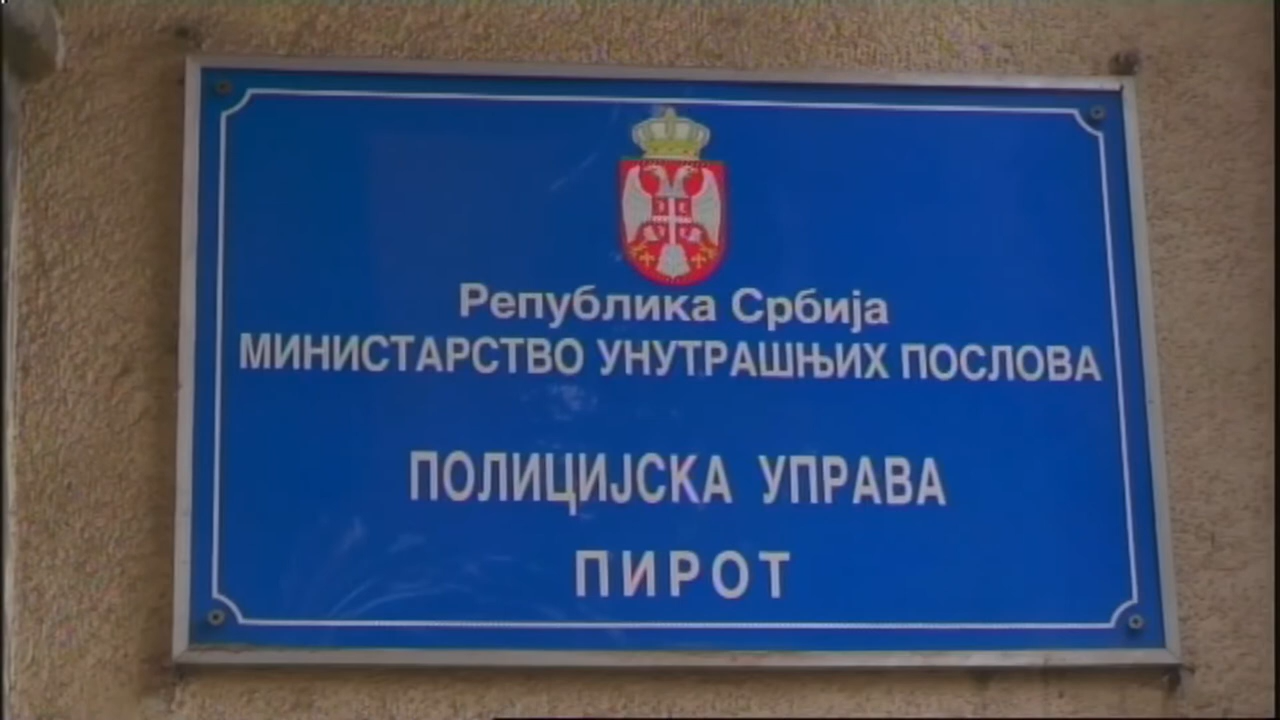 Република Србија
МИНИСТАРСТВО УНУТРАШЊИХ ПОСЛОВА
ПОЛИЦИЈСКА УПРАВА
ПИРОТ